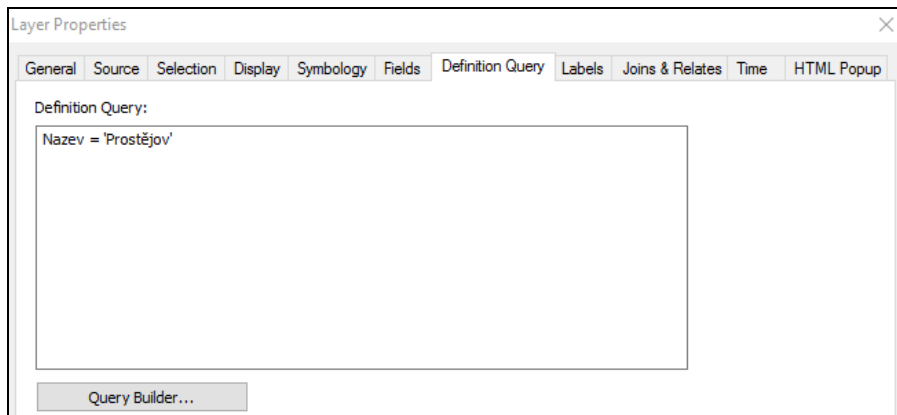 Layer Properties
General Source Selection Display Symbology Fields Definition Query Labels Joins & Relates Time HTML Popup
Definition Query:
Nazev = 'Prostějov'
Query Builder...